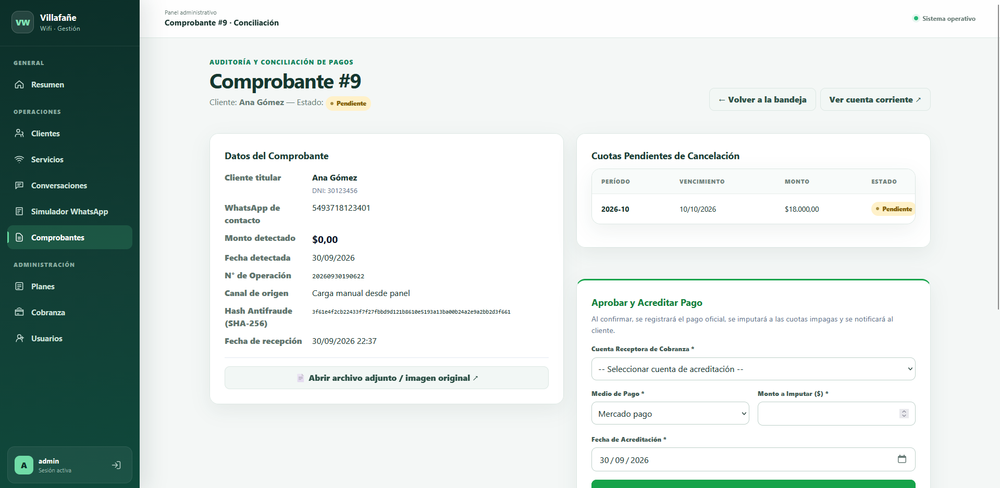 VW
Villafañe
Wifi · Gestión
GENERAL
Resumen
OPERACIONES
Clientes
Servicios
Conversaciones
Simulador WhatsApp
Comprobantes
ADMINISTRACIÓN
Planes
Cobranza
Usuarios
A
admin
Sesión activa
Panel administrativo
Comprobante #9 · Conciliación
Sistema operativo
AUDITORÍA Y CONCILIACIÓN DE PAGOS
Comprobante #9
Cliente: Ana Gómez — Estado: Pendiente
← Volver a la bandeja
Ver cuenta corriente ↗
Datos del Comprobante
Cliente titular Ana Gómez
DNI: 30123456
WhatsApp de contacto 5493718123401
Monto detectado $0,00
Fecha detectada 30/09/2026
N° de Operación 20260930190622
Canal de origen Carga manual desde panel
Hash Antifraude (SHA-256) 3f61e4f2cb22433f7f27fbbd9d121b8610e5193a13ba00b24a2e9a2bb2d3f661
Fecha de recepción 30/09/2026 22:37
Abrir archivo adjunto / imagen original ↗
Cuotas Pendientes de Cancelación
PERÍODO VENCIMIENTO MONTO ESTADO
2026-10 10/10/2026 $18.000,00 Pendiente
Aprobar y Acreditar Pago
Al confirmar, se registrará el pago oficial, se imputará a las cuotas impagas y se notificará al
cliente.
Cuenta Receptora de Cobranza *
-- Seleccionar cuenta de acreditación --
Medio de Pago * Monto a Imputar ($) *
Mercado pago
Fecha de Acreditación *
30/09/2026